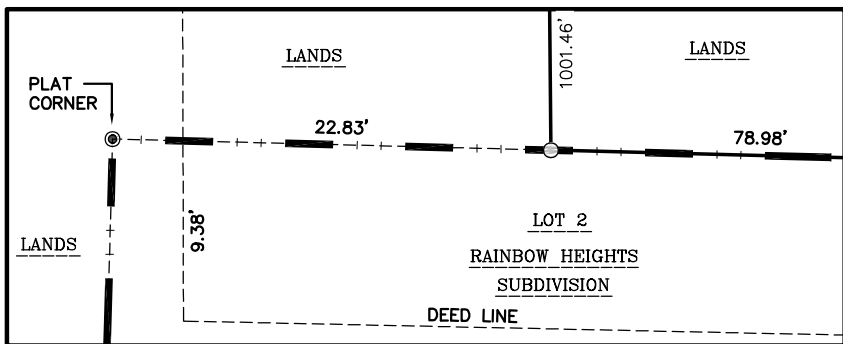 LANDS
1001.46'
LANDS
PLAT
CORNER
22.83'
78.98'
LANDS
9.38'
LOT 2
RAINBOW HEIGHTS
SUBDIVISION
DEED LINE